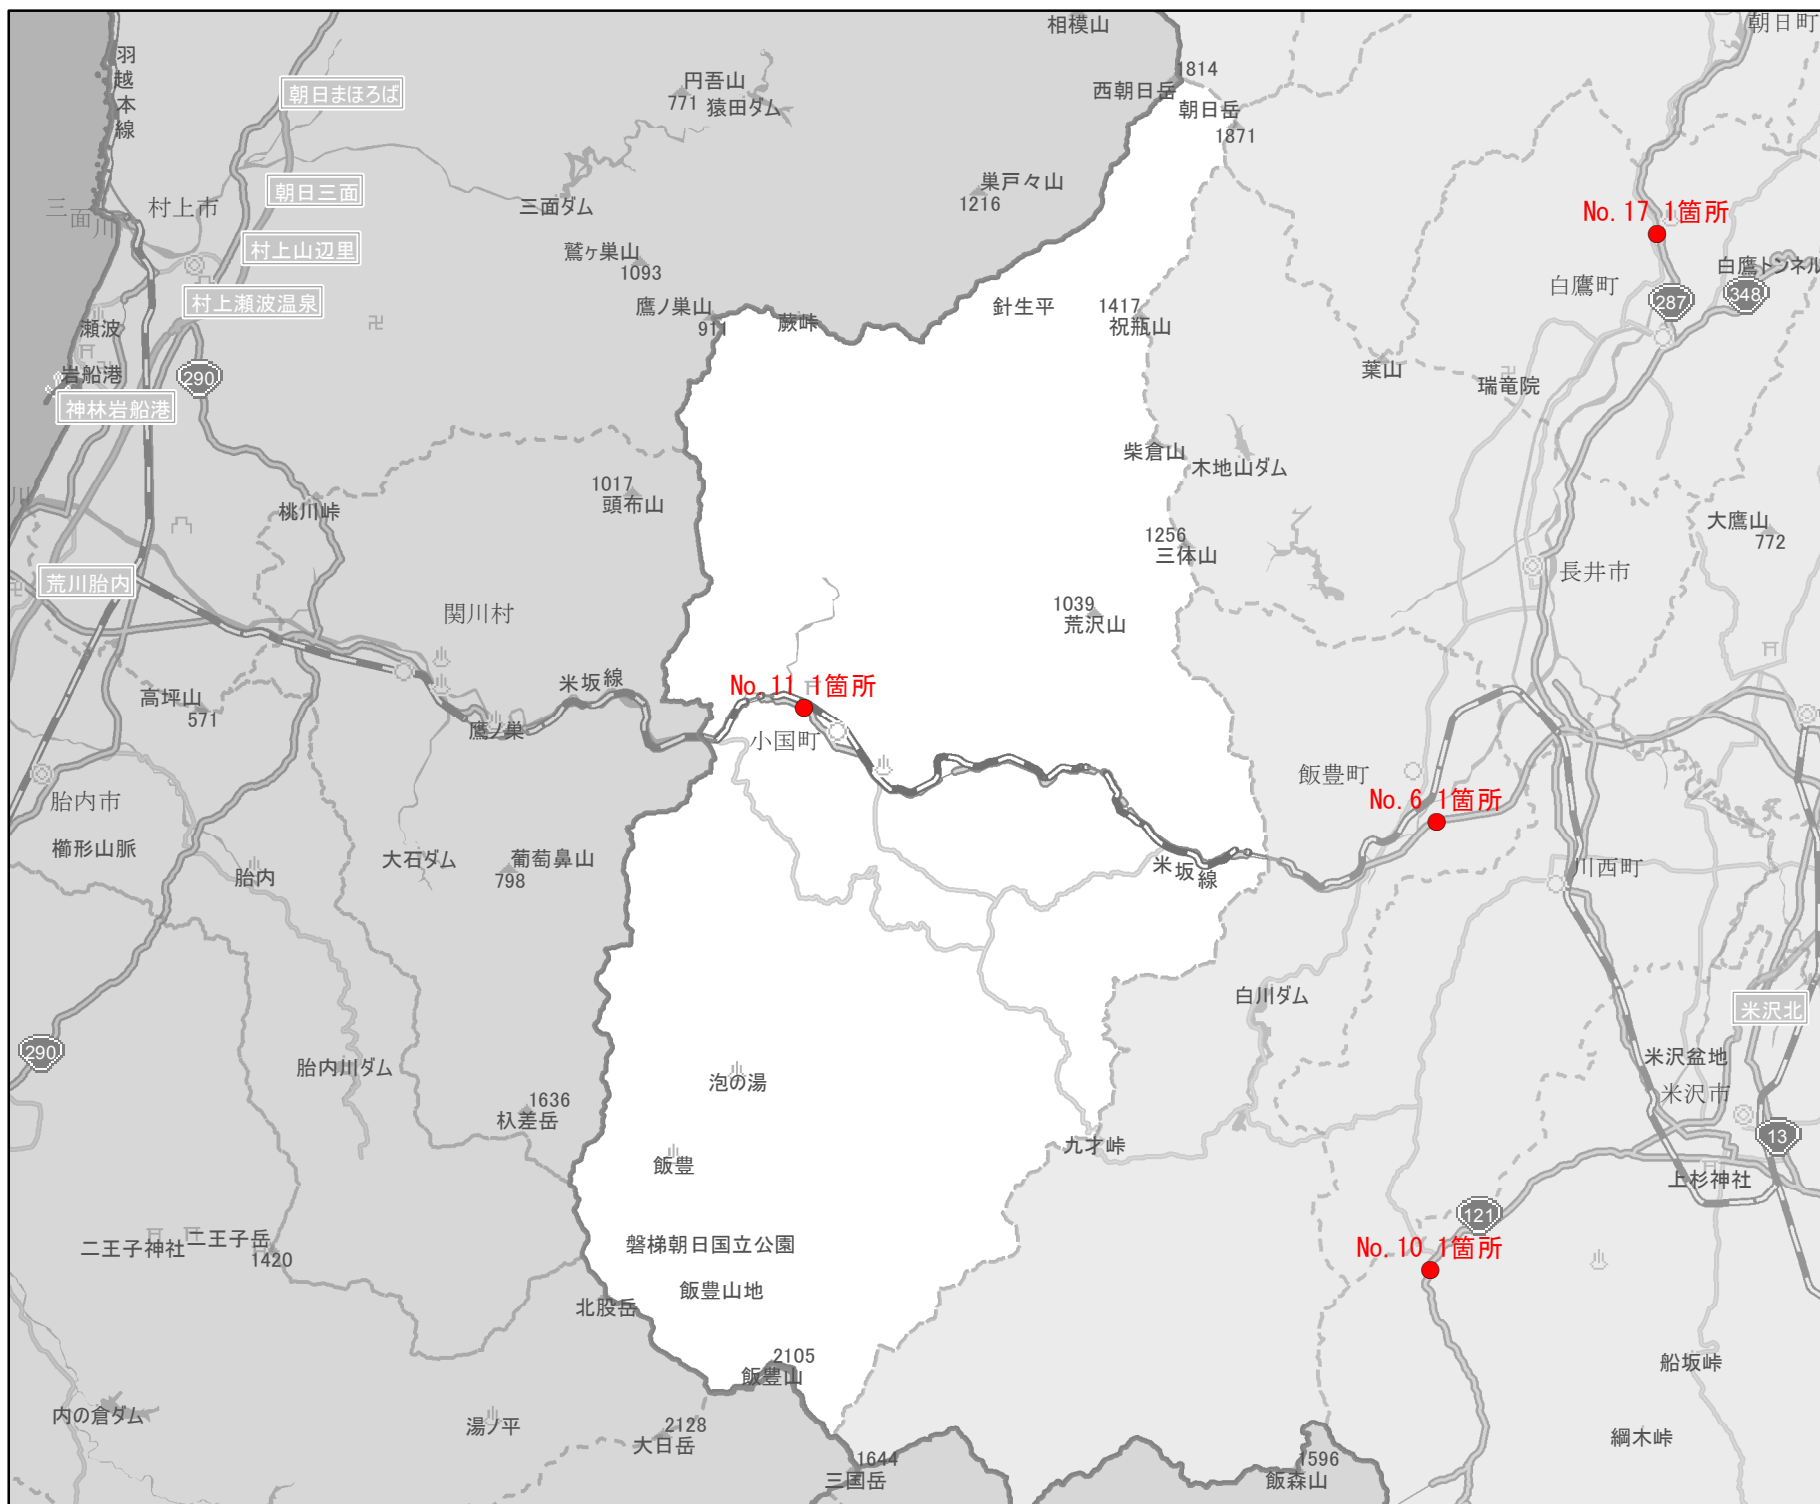 相模山
朝日町
羽越本線
円吾山
771
猿田ダム
朝日まほろば
1814
西朝日岳
朝日岳
1871
朝日三面
三面ダム
巣戸々山
1216
三面川
村上市
No.17 1箇所
村上山辺里
鷲ヶ巣山
1093
白鷹トンネル
白鷹町
287
348
村上瀬波温泉
鷹ノ巣山
911
蕨峠
針生平
1417
祝瓶山
瀬波
岩船港
290
葉山
瑞竜院
神林岩船港
柴倉山
木地山ダム
1017
頭布山
川
桃川峠
1256
三体山
大鷹山
772
荒川胎内
長井市
関川村
1039
荒沢山
米坂線
No.11 1箇所
高坪山
571
鷹ノ巣
小国町
飯豊町
No.6 1箇所
胎内市
櫛形山脈
胎内
大石ダム
葡萄鼻山
798
米坂線
川西町
白川ダム
米沢北
290
胎内川ダム
泡の湯
米沢盆地
米沢市
1636
杁差岳
13
飯豊
九才峠
上杉神社
121
二王子神社
二王子岳
1420
磐梯朝日国立公園
No.10 1箇所
飯豊山地
北股岳
2105
飯豊山
船坂峠
内の倉ダム
湯ノ平
2128
大日岳
綱木峠
1644
三国岳
1596
飯森山